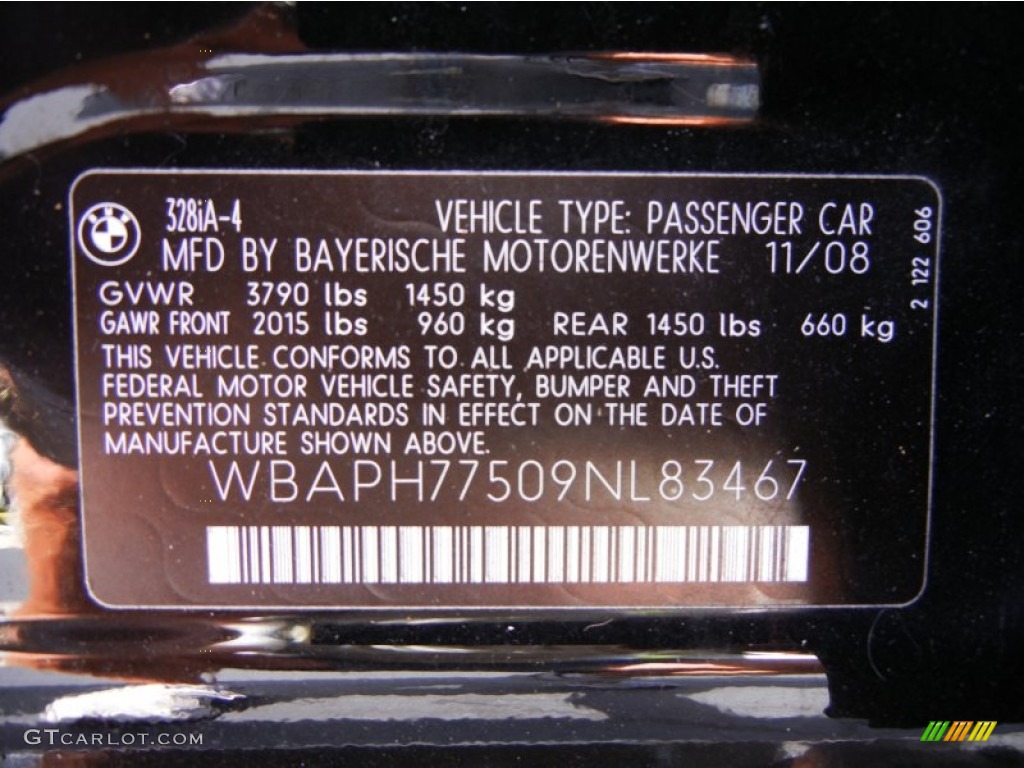 328iA-4 VEHICLE TYPE: PASSENGER CAR
MFD BY BAYERISCHE MOTORENWERKE 11/08
GVWR 3790 lbs 1450 kg
GAWR FRONT 2015 lbs 960 kg REAR 1450 lbs 660 kg
THIS VEHICLE CONFORMS TO ALL APPLICABLE U.S.
FEDERAL MOTOR VEHICLE SAFETY, BUMPER AND THEFT
PREVENTION STANDARDS IN EFFECT ON THE DATE OF
MANUFACTURE SHOWN ABOVE.
WBAPH77509NL83467
2 122 606
GTCARLOT.COM